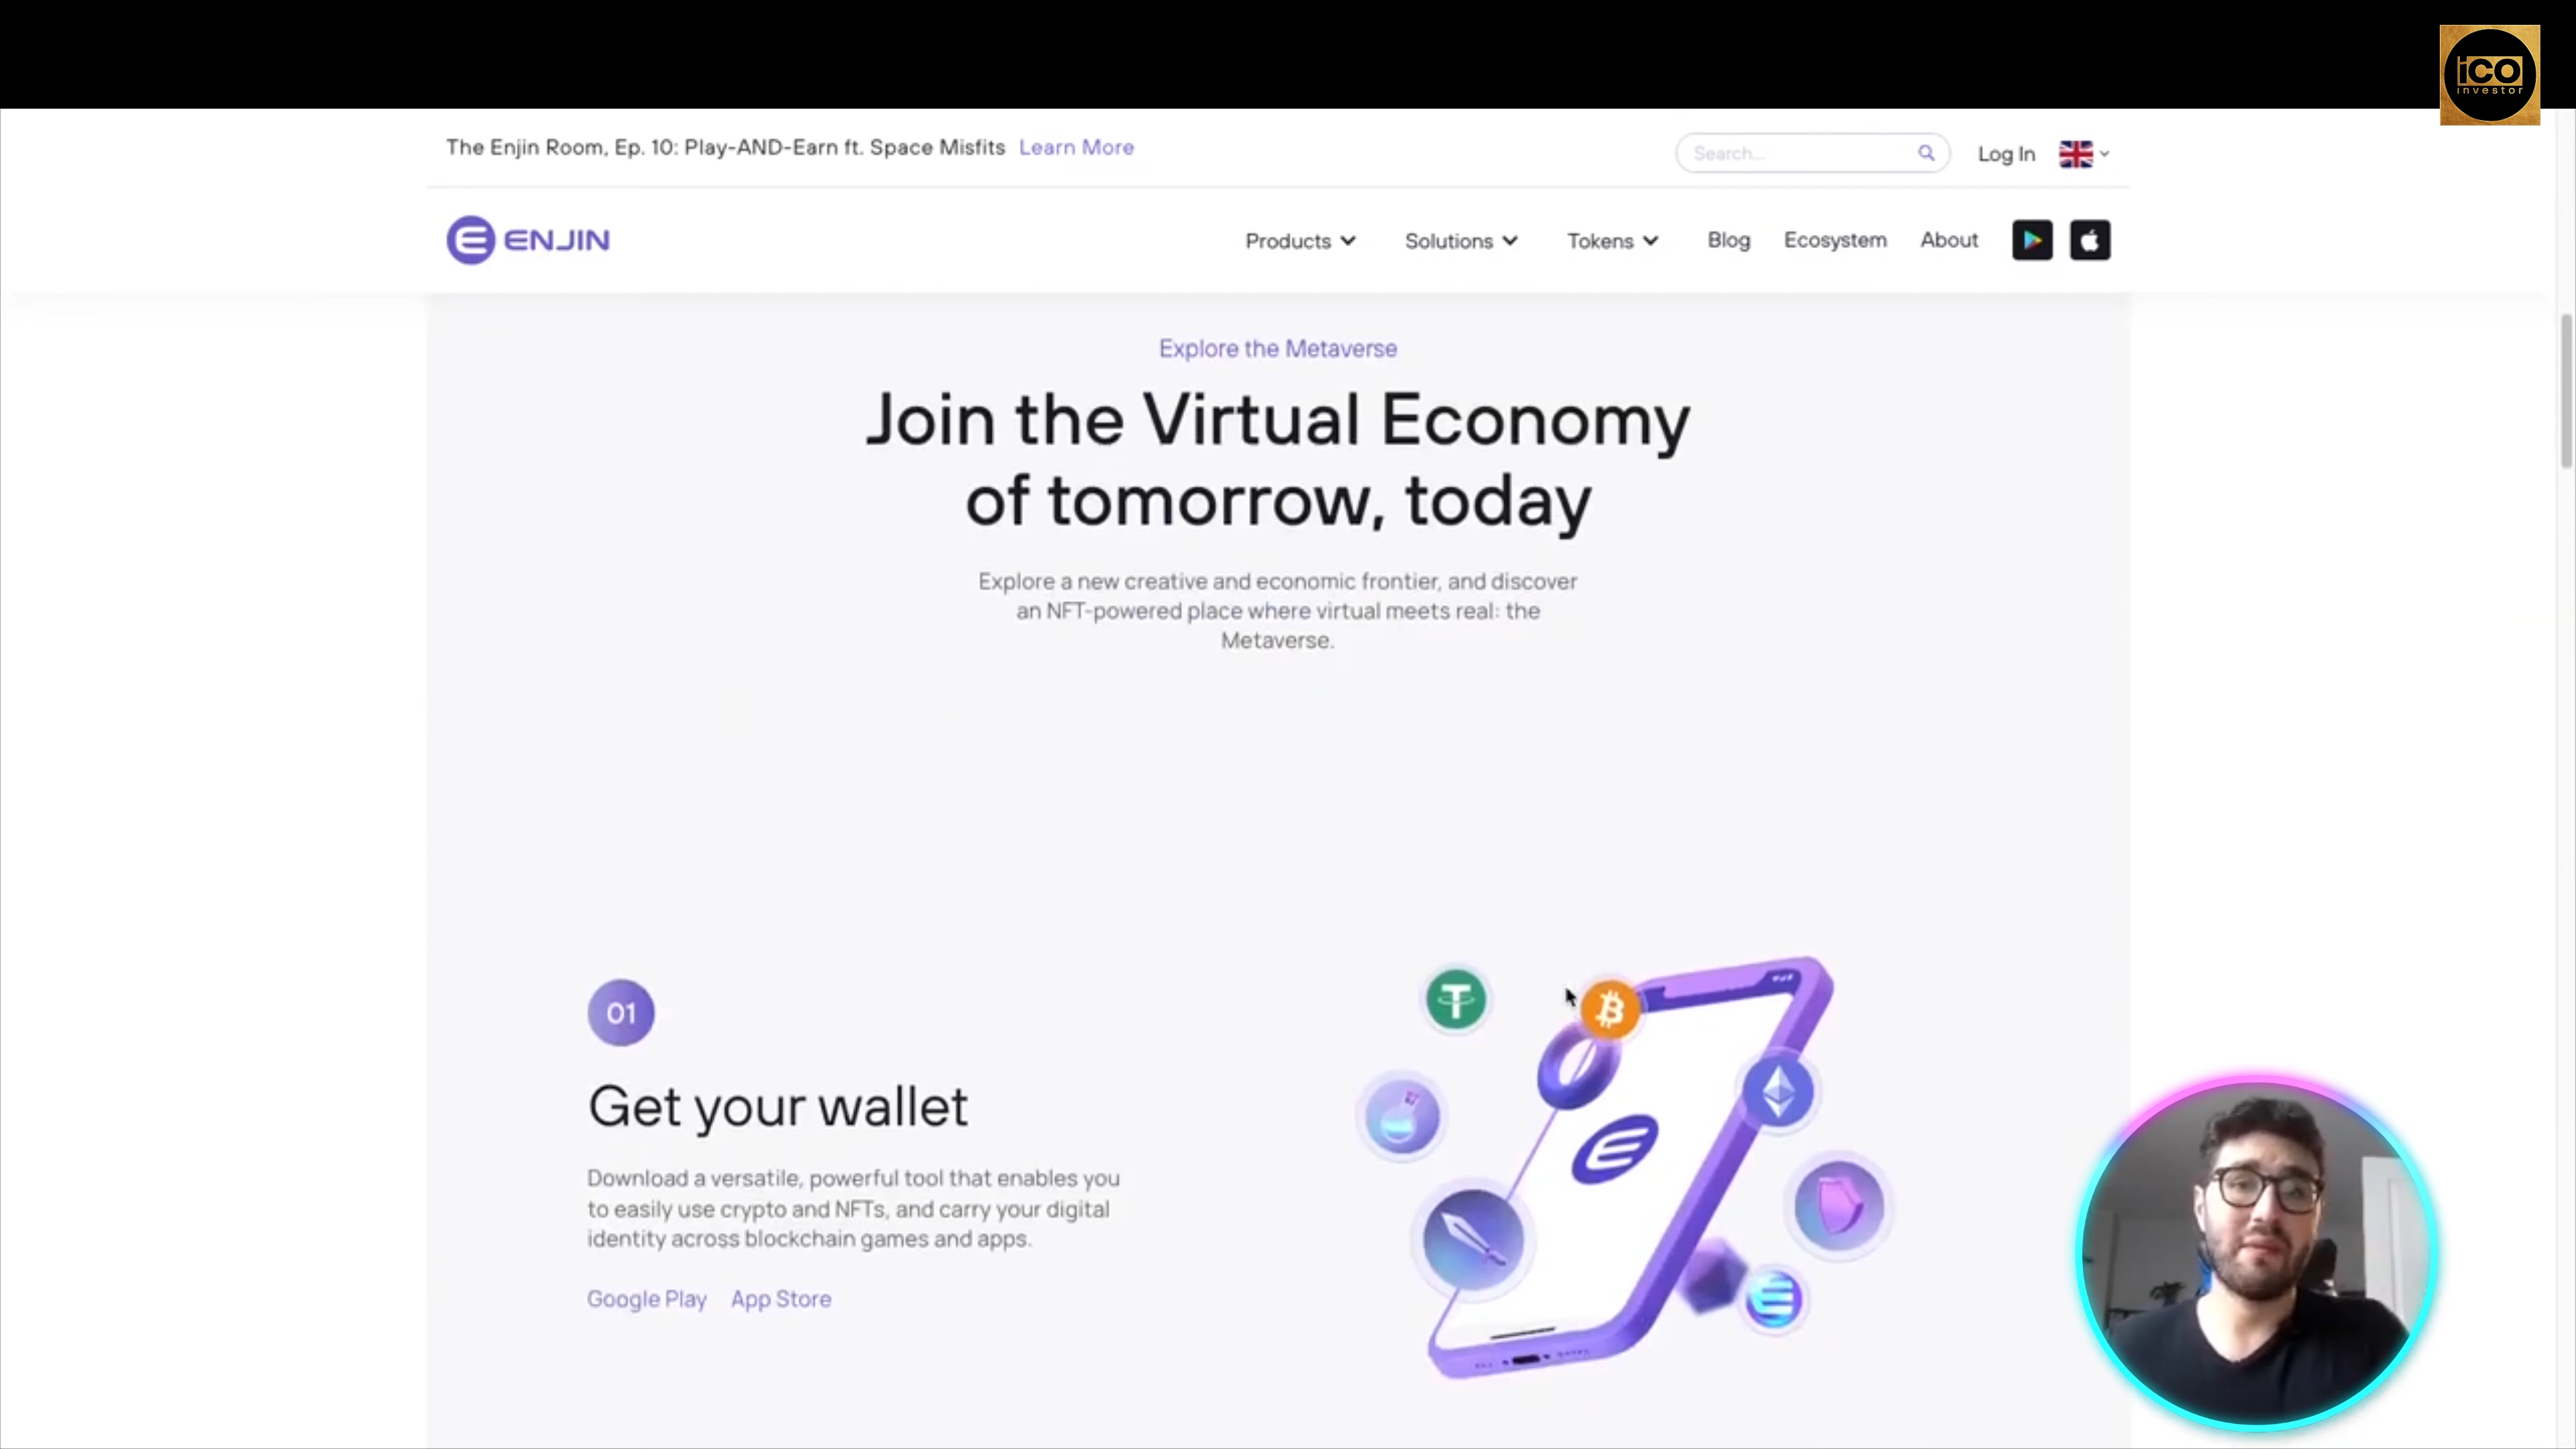 iCO
investor
The Enjin Room, Ep. 10: Play-AND-Earn ft. Space Misfits Learn More
Search...
Log In
ENJIN
Products
Solutions
Tokens
Blog
Ecosystem
About
Explore the Metaverse
Join the Virtual Economy
of tomorrow, today
Explore a new creative and economic frontier, and discover
an NFT-powered place where virtual meets real: the
Metaverse.
01
Get your wallet
Download a versatile, powerful tool that enables you
to easily use crypto and NFTs, and carry your digital
identity across blockchain games and apps.
Google Play App Store